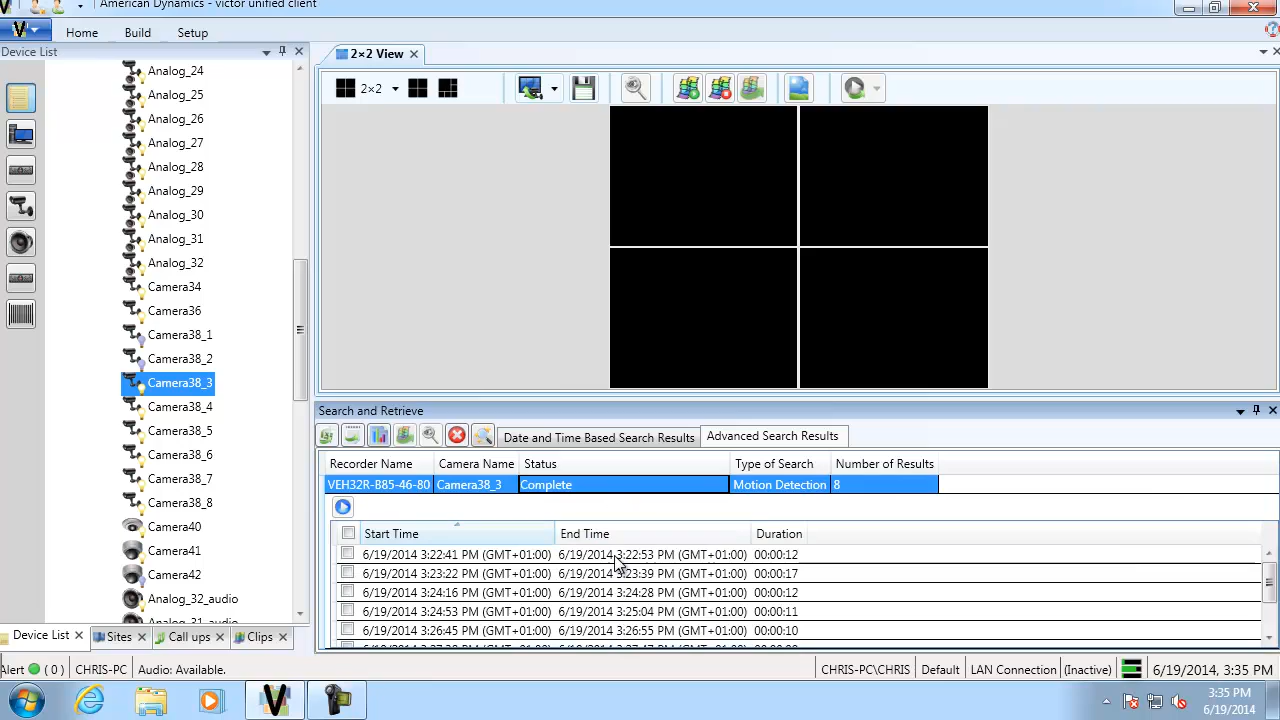 American Dynamics - victor unified client
Home Build Setup
Device List
2×2 View
2×2
Analog_24
Analog_25
Analog_26
Analog_27
Analog_28
Analog_29
Analog_30
Analog_31
Analog_32
Camera34
Camera36
Camera38_1
Camera38_2
Camera38_3
Camera38_4
Camera38_5
Camera38_6
Camera38_7
Camera38_8
Camera40
Camera41
Camera42
Analog_32_audio
Analog_31_audio
Device List Sites Call ups Clips
Search and Retrieve
Date and Time Based Search Results Advanced Search Results
Recorder Name Camera Name Status Type of Search Number of Results
VEH32R-B85-46-80 Camera38_3 Complete Motion Detection 8
Start Time End Time Duration
6/19/2014 3:22:41 PM (GMT+01:00) 6/19/2014 3:22:53 PM (GMT+01:00) 00:00:12
6/19/2014 3:23:22 PM (GMT+01:00) 6/19/2014 3:23:39 PM (GMT+01:00) 00:00:17
6/19/2014 3:24:16 PM (GMT+01:00) 6/19/2014 3:24:28 PM (GMT+01:00) 00:00:12
6/19/2014 3:24:53 PM (GMT+01:00) 6/19/2014 3:25:04 PM (GMT+01:00) 00:00:11
6/19/2014 3:26:45 PM (GMT+01:00) 6/19/2014 3:26:55 PM (GMT+01:00) 00:00:10
Alert ( 0 ) CHRIS-PC Audio: Available. CHRIS-PC\CHRIS Default LAN Connection (Inactive) 6/19/2014, 3:35 PM
3:35 PM
6/19/2014